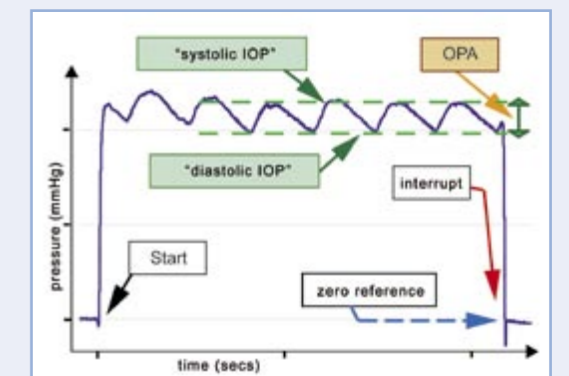 "systolic IOP"
OPA
"diastolic IOP"
interrupt
pressure (mmHg)
Start
zero reference
time (secs)